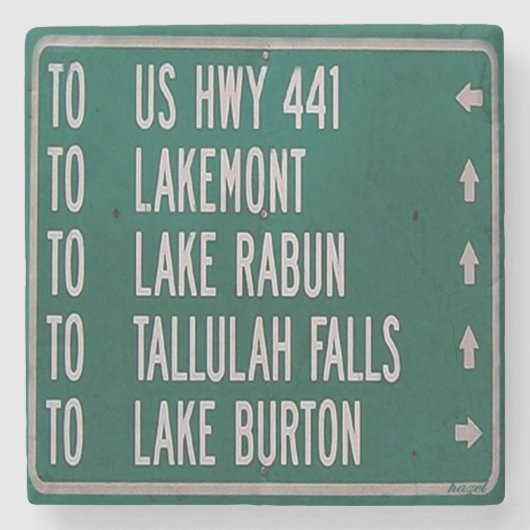 TO US HWY 441
TO LAKEMONT
TO LAKE RABUN
TO TALLULAH FALLS
TO LAKE BURTON
hazel